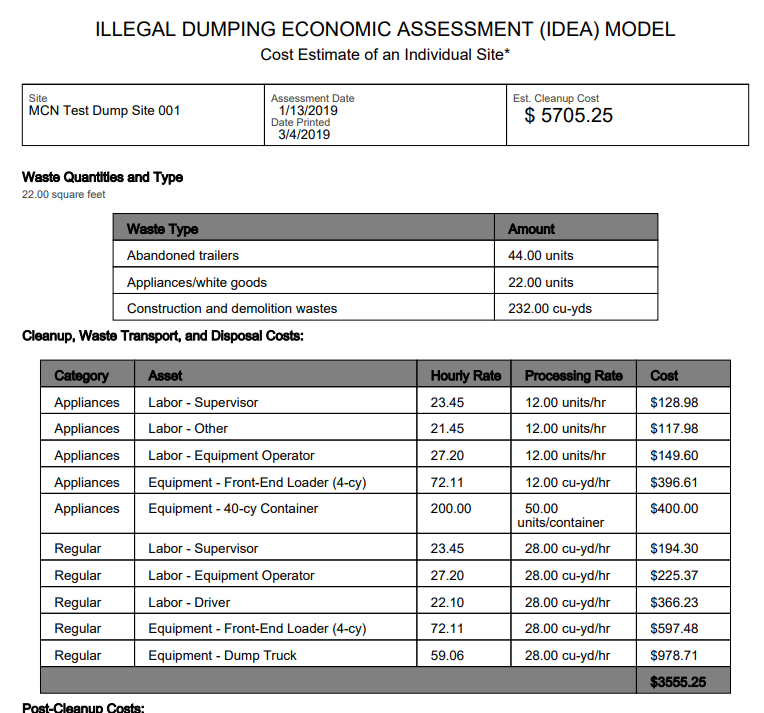 ILLEGAL DUMPING ECONOMIC ASSESSMENT (IDEA) MODEL
Cost Estimate of an Individual Site*
Site
MCN Test Dump Site 001
Assessment Date
1/13/2019
Date Printed
3/4/2019
Est. Cleanup Cost
$ 5705.25
Waste Quantities and Type
22.00 square feet
Waste Type Amount
Abandoned trailers 44.00 units
Appliances/white goods 22.00 units
Construction and demolition wastes 232.00 cu-yds
Cleanup, Waste Transport, and Disposal Costs:
Category Asset Hourly Rate Processing Rate Cost
Appliances Labor - Supervisor 23.45 12.00 units/hr $128.98
Appliances Labor - Other 21.45 12.00 units/hr $117.98
Appliances Labor - Equipment Operator 27.20 12.00 units/hr $149.60
Appliances Equipment - Front-End Loader (4-cy) 72.11 12.00 cu-yd/hr $396.61
Appliances Equipment - 40-cy Container 200.00 50.00 $400.00
units/container
Regular Labor - Supervisor 23.45 28.00 cu-yd/hr $194.30
Regular Labor - Equipment Operator 27.20 28.00 cu-yd/hr $225.37
Regular Labor - Driver 22.10 28.00 cu-yd/hr $366.23
Regular Equipment - Front-End Loader (4-cy) 72.11 28.00 cu-yd/hr $597.48
Regular Equipment - Dump Truck 59.06 28.00 cu-yd/hr $978.71
$3555.25
Post-Cleanup Costs: